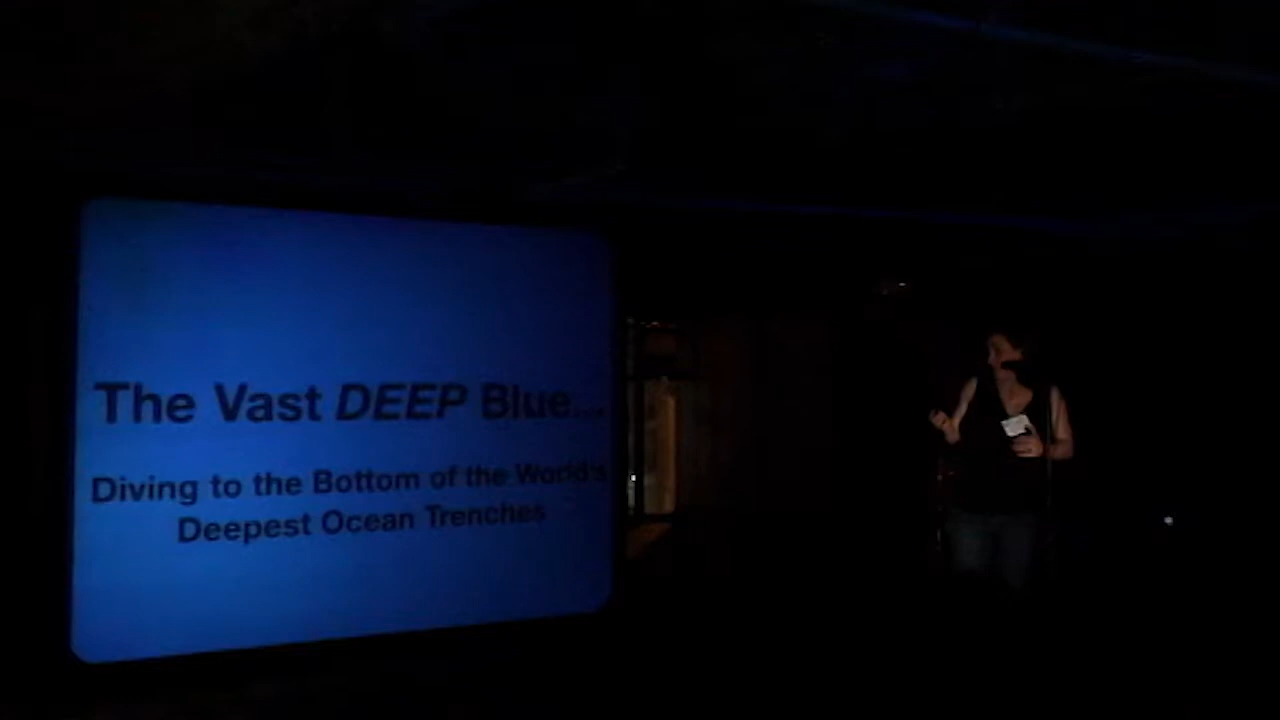 The Vast DEEP Blue...
Diving to the Bottom of the World's
Deepest Ocean Trenches